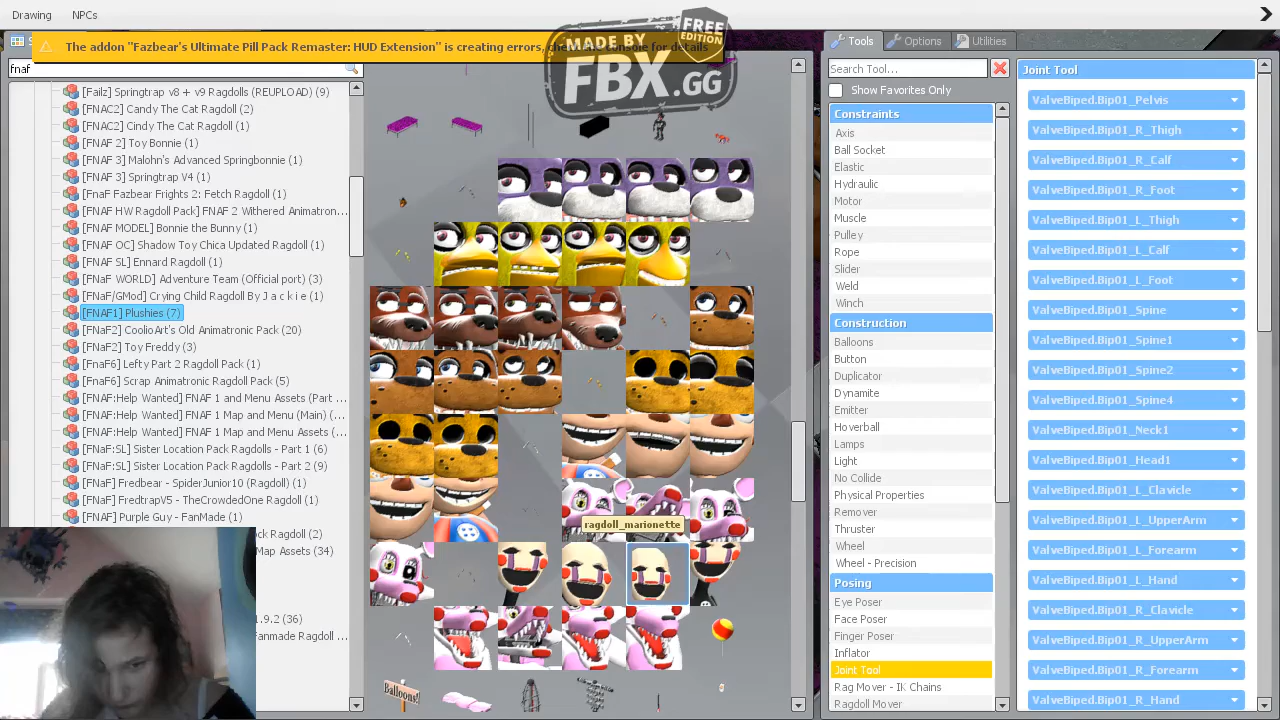 Drawing NPCs
The addon "Fazbear's Ultimate Pill Pack Remaster: HUD Extension" is creating errors, check the console for details
MADE BY
FREE EDITION
FBX.GG
fnaf
[Failz] Springtrap v8 + v9 Ragdolls (REUPLOAD) (9)
[FNAC2] Candy The Cat Ragdoll (2)
[FNAC2] Cindy The Cat Ragdoll (1)
[FNAF 2] Toy Bonnie (1)
[FNAF 3] Malohn's Advanced Springbonnie (1)
[FNAF 3] Springtrap V4 (1)
[FnaF Fazbear Frights 2: Fetch Ragdoll (1)
[FNAF HW Ragdoll Pack] FNAF 2 Withered Animatron...
[FNAF MODEL] Bonnie the Bunny (1)
[FNAF OC] Shadow Toy Chica Updated Ragdoll (1)
[FNAF SL] Ennard Ragdoll (1)
[FNaF WORLD] Adventure Team (Official port) (3)
[FNaF/GMod] Crying Child Ragdoll By J a c k i e (1)
[FNAF1] Plushies (7)
[FNaF2] CoolioArt's Old Animatronic Pack (20)
[FNaF2] Toy Freddy (3)
[FnaF6] Lefty Part 2 Ragdoll Pack (1)
[FnaF6] Scrap Animatronic Ragdoll Pack (5)
[FNAF:Help Wanted] FNAF 1 and Menu Assets (Part ...
[FNAF:Help Wanted] FNAF 1 Map and Menu (Main) (...
[FNAF:Help Wanted] FNAF 1 Map and Menu Assets (...
[FNaF:SL] Sister Location Pack Ragdolls - Part 1 (6)
[FNaF:SL] Sister Location Pack Ragdolls - Part 2 (9)
[FNaF] Fredbear - SpiderJunior10 (Ragdoll) (1)
[FNaF] FredtrapV5 - TheCrowdedOne (Ragdoll) (1)
[FNAF] Purple Guy - FanMade (1)
ock Ragdoll (2)
Map Assets (34)
1.9.2 (36)
Fanmade Ragdoll ...
ragdoll_marionette
Balloons!
Tools Options Utilities
Search Tool...
Show Favorites Only
Constraints
Axis
Ball Socket
Elastic
Hydraulic
Motor
Muscle
Pulley
Rope
Slider
Weld
Winch
Construction
Balloons
Button
Duplicator
Dynamite
Emitter
Hoverball
Lamps
Light
No Collide
Physical Properties
Remover
Thruster
Wheel
Wheel - Precision
Posing
Eye Poser
Face Poser
Finger Poser
Inflator
Joint Tool
Rag Mover - IK Chains
Ragdoll Mover
Joint Tool
ValveBiped.Bip01_Pelvis
ValveBiped.Bip01_R_Thigh
ValveBiped.Bip01_R_Calf
ValveBiped.Bip01_R_Foot
ValveBiped.Bip01_L_Thigh
ValveBiped.Bip01_L_Calf
ValveBiped.Bip01_L_Foot
ValveBiped.Bip01_Spine
ValveBiped.Bip01_Spine1
ValveBiped.Bip01_Spine2
ValveBiped.Bip01_Spine4
ValveBiped.Bip01_Neck1
ValveBiped.Bip01_Head1
ValveBiped.Bip01_L_Clavicle
ValveBiped.Bip01_L_UpperArm
ValveBiped.Bip01_L_Forearm
ValveBiped.Bip01_L_Hand
ValveBiped.Bip01_R_Clavicle
ValveBiped.Bip01_R_UpperArm
ValveBiped.Bip01_R_Forearm
ValveBiped.Bip01_R_Hand